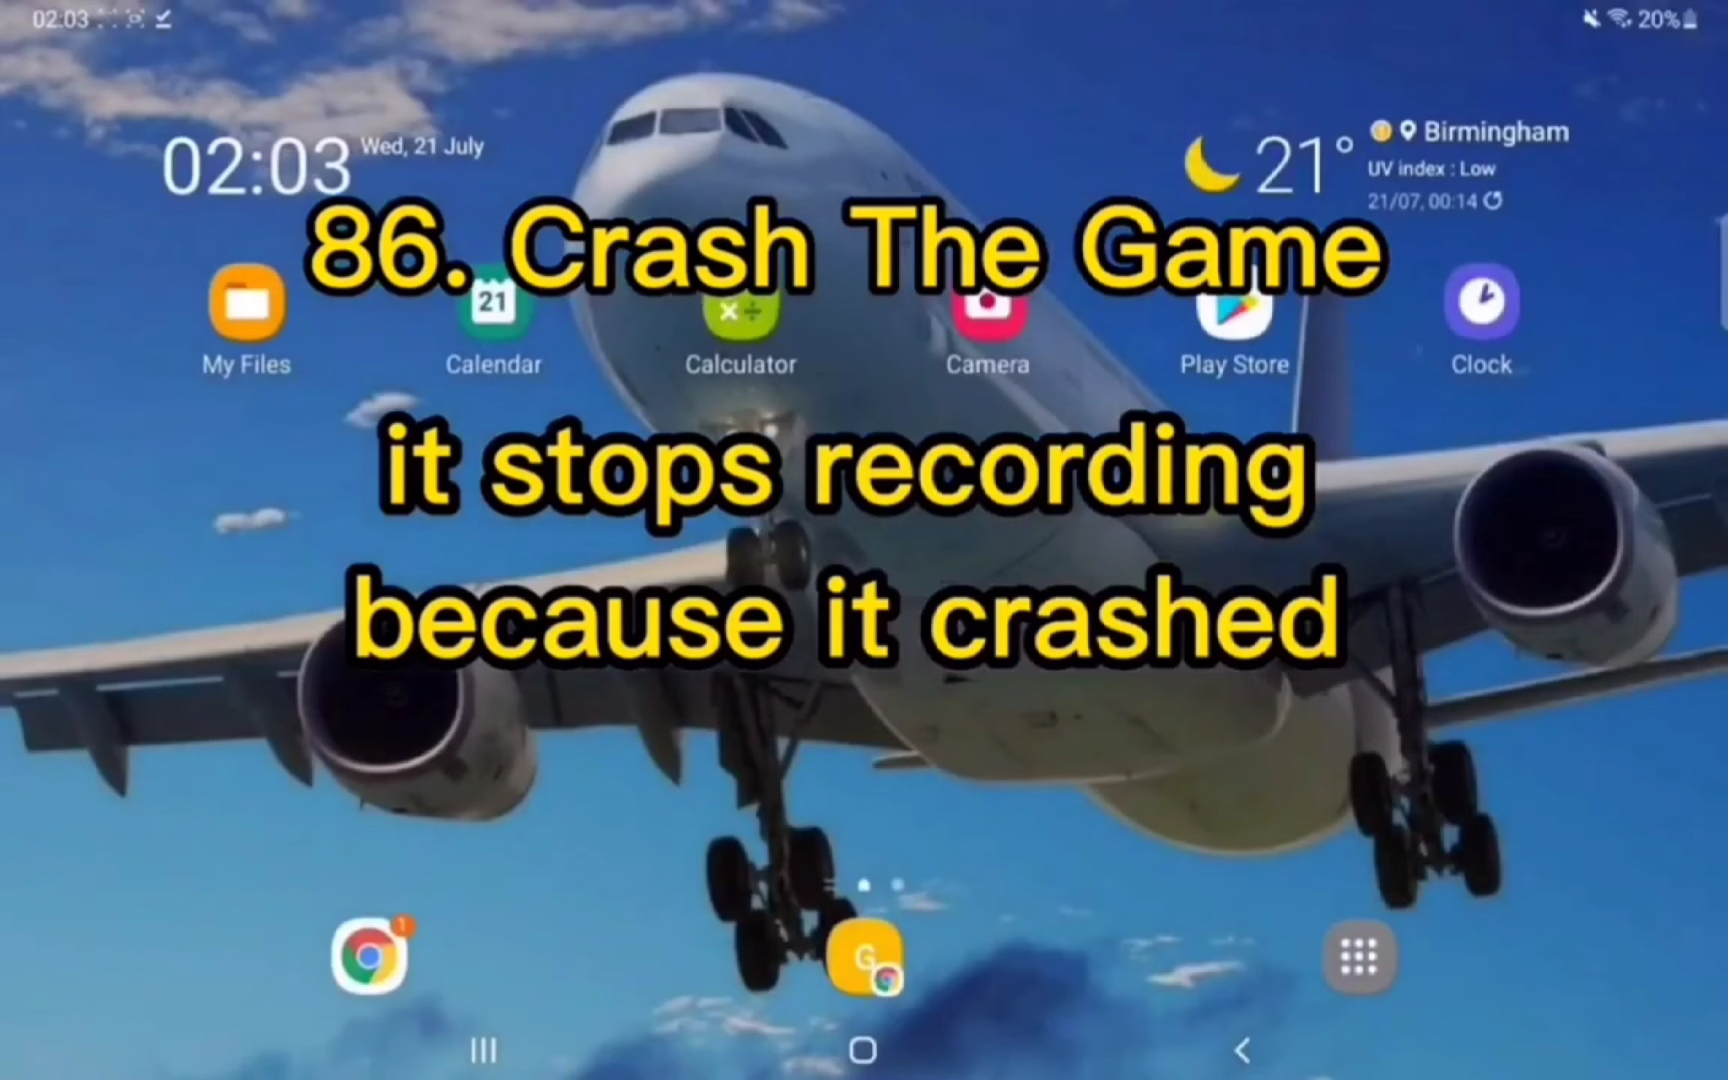 02:03
20%
02:03 Wed, 21 July
21° Birmingham
UV index : Low
21/07, 00:14
86. Crash The Game
21
My Files
Calendar
Calculator
Camera
Play Store
Clock
it stops recording
because it crashed
1
G